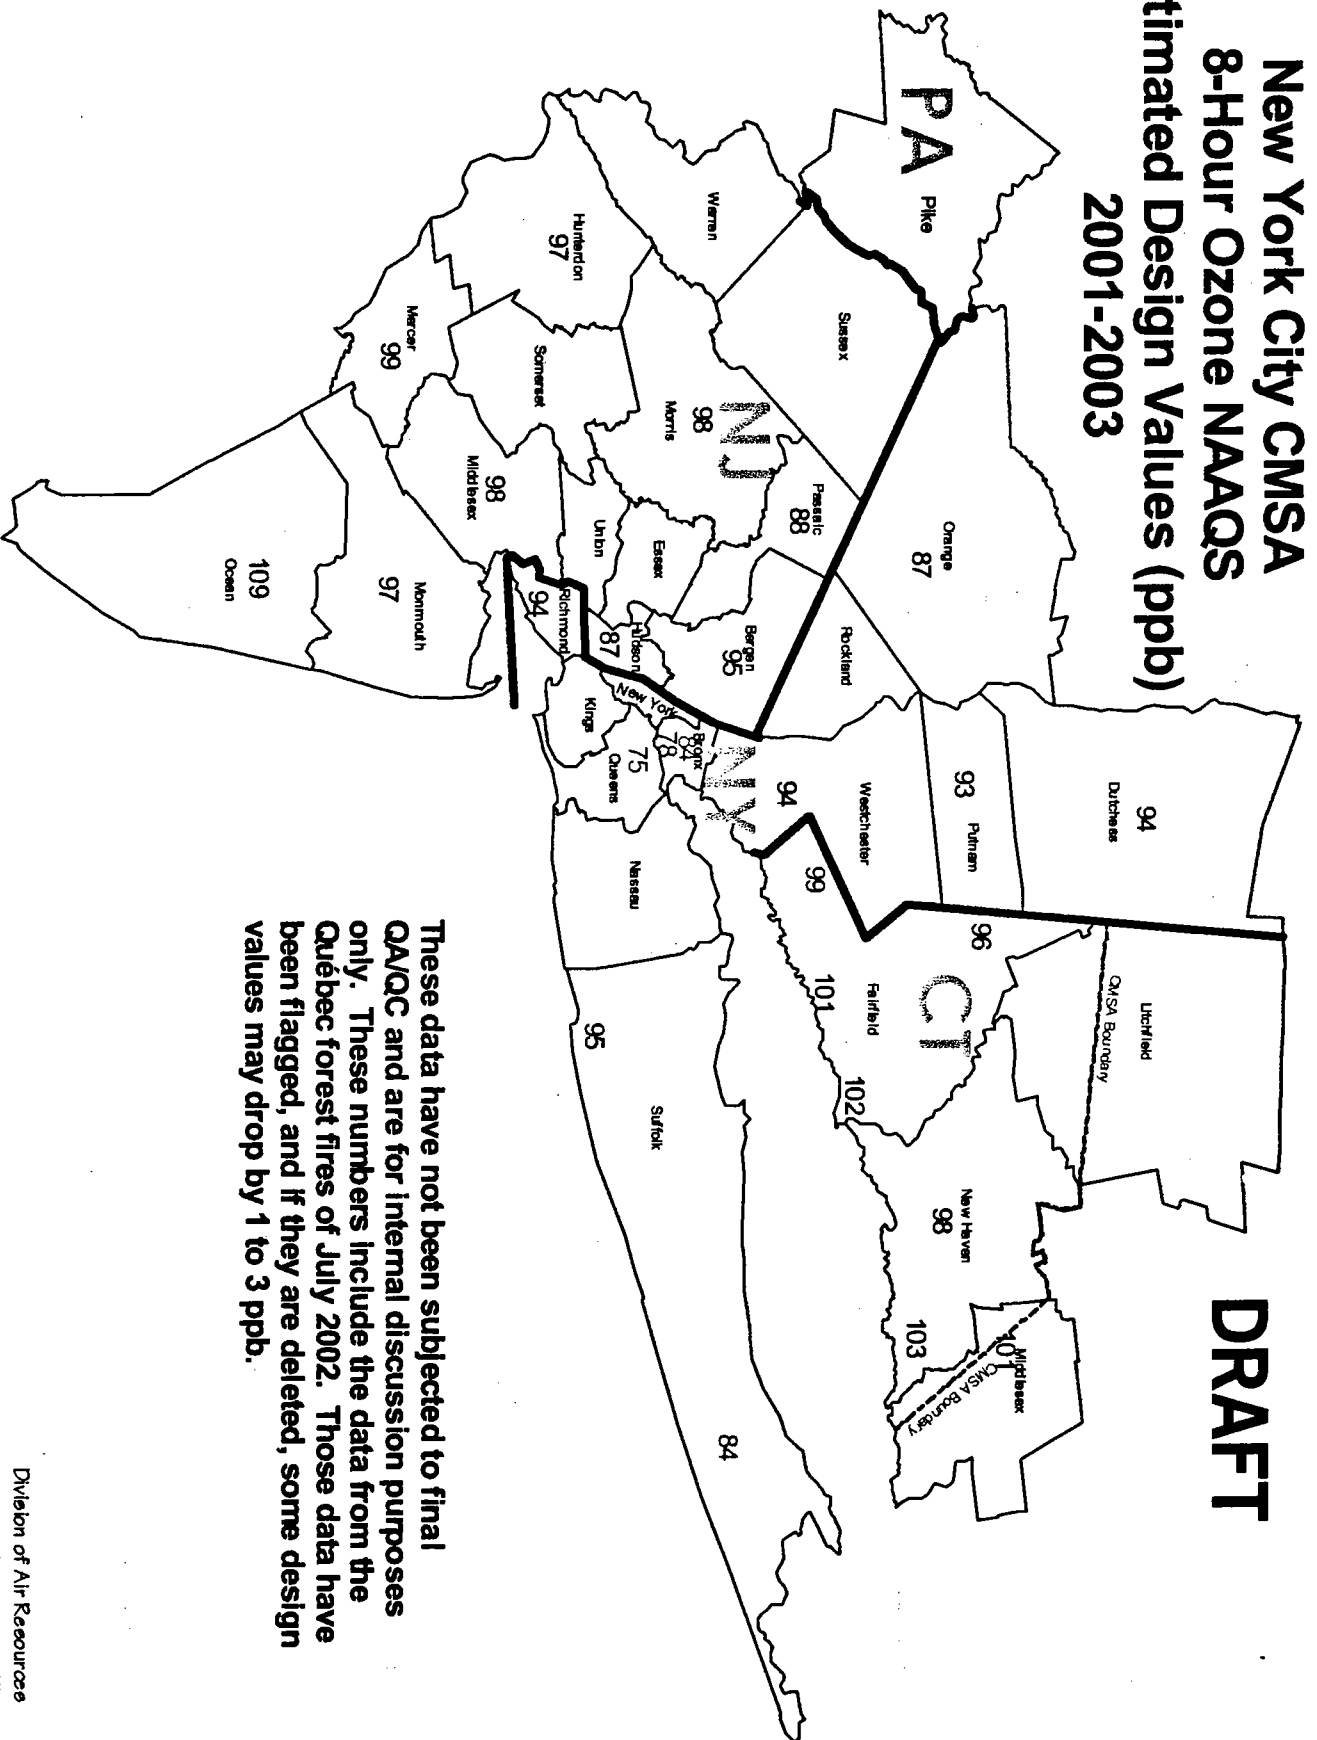 New York City CMSA
8-Hour Ozone NAAQS
timated Design Values (ppb)
2001-2003
DRAFT
PA
Pike
NJ
NY
CT
Sussex
Warren
Hunterdon
97
Mercer
99
Somerset
Morris
98
Passaic
88
Middlesex
98
Union
Essex
Hudson
87
Bergen
95
Monmouth
97
109
Ocean
Orange
87
Rockland
Richmond
94
Kings
New York
Bronx
84
78
75
Queens
Westchester
94
93
Putnam
94
Dutchess
Nassau
95
Suffolk
84
99
96
Fairfield
101
102
Litchfield
CMSA Boundary
New Haven
98
103
Middlesex
101
CMSA Boundary
These data have not been subjected to final
QA/QC and are for internal discussion purposes
only. These numbers include the data from the
Québec forest fires of July 2002. Those data have
been flagged, and if they are deleted, some design
values may drop by 1 to 3 ppb.
Division of Air Resources